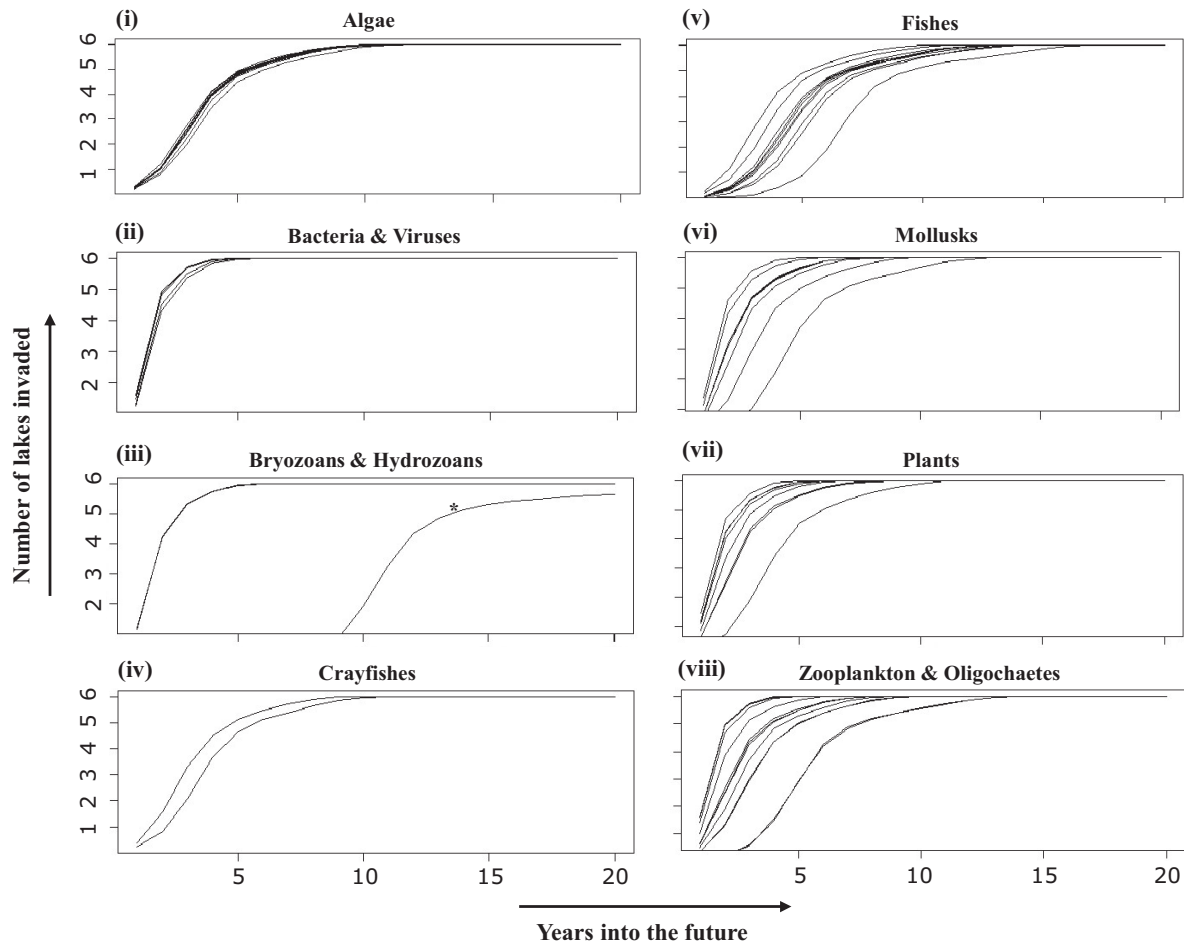 (i)
Algae
6
5
4
3
2
1
(v)
Fishes
(ii)
Bacteria & Viruses
6
5
4
3
2
(vi)
Mollusks
(iii)
Bryozoans & Hydrozoans
6
5
4
3
2
*
(vii)
Plants
(iv)
Crayfishes
6
5
4
3
2
1
5 10 15 20
(viii)
Zooplankton & Oligochaetes
5 10 15 20
Number of lakes invaded
Years into the future